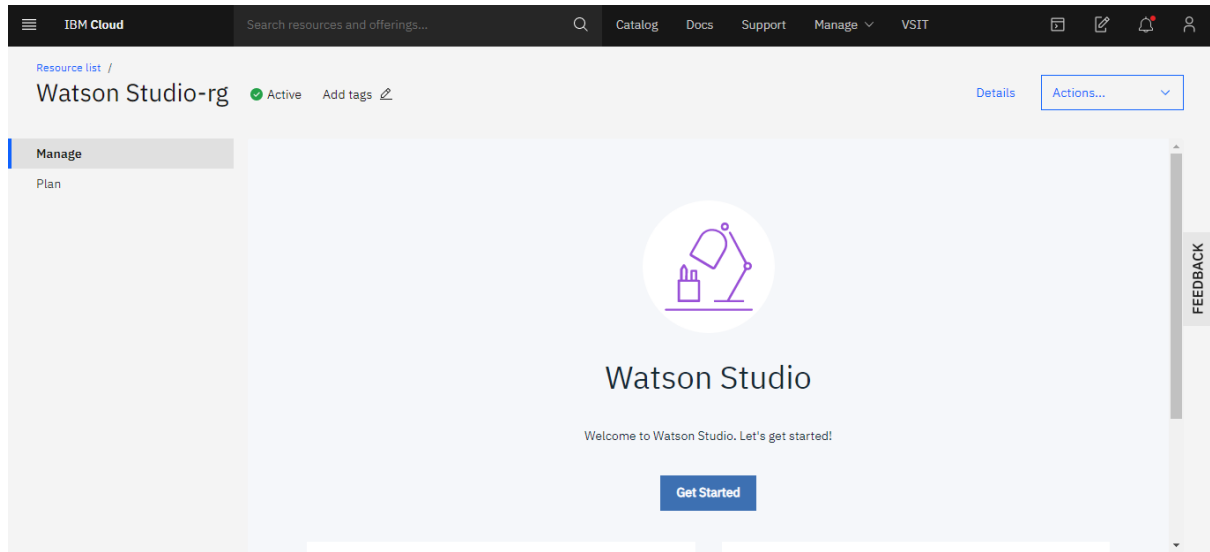 IBM Cloud Search resources and offerings... Catalog Docs Support Manage VSIT
Resource list /
Watson Studio-rg Active Add tags Details Actions...
Manage
Plan
FEEDBACK
Watson Studio
Welcome to Watson Studio. Let's get started!
Get Started